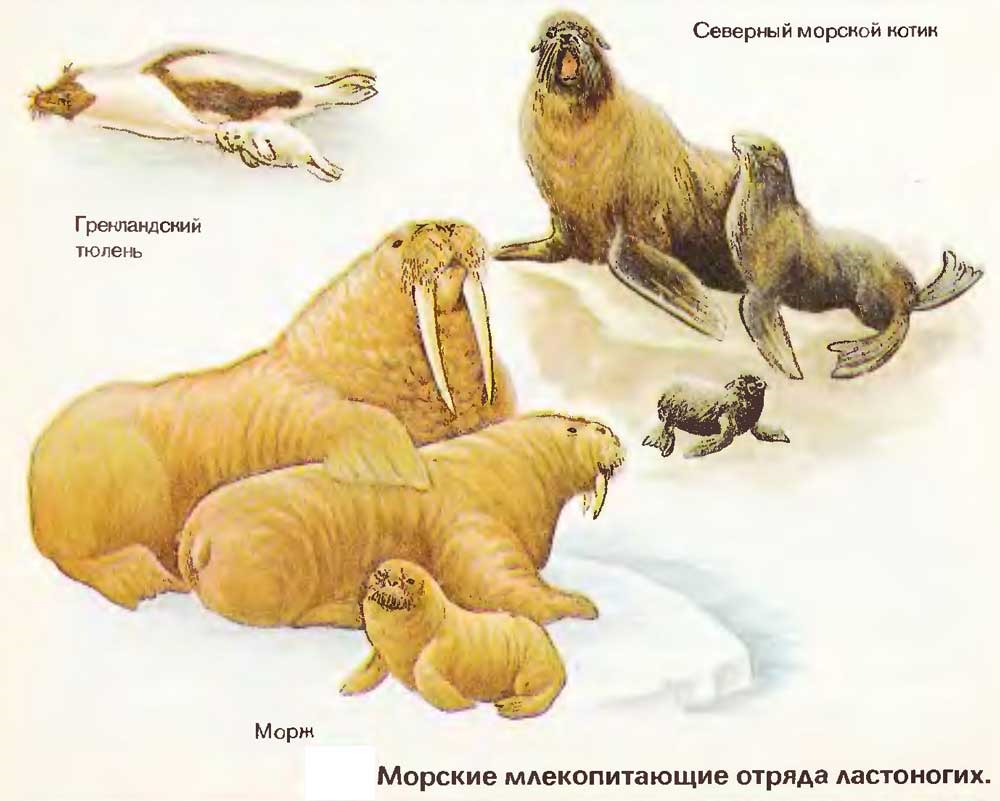 Северный морской котик
Гренландский
тюлень
Морж
Морские млекопитающие отряда ластоногих.